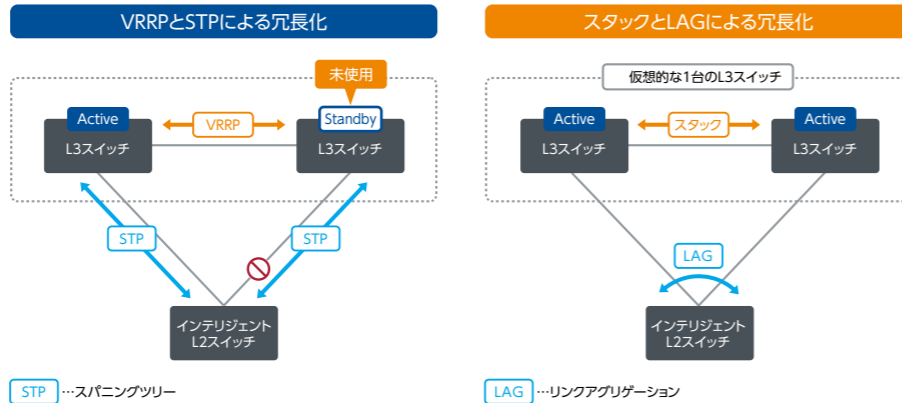 VRRPとSTPによる冗長化
未使用
Active
VRRP
Standby
L3スイッチ
L3スイッチ
STP
STP
インテリジェント
L2スイッチ
STP …スパニングツリー
スタックとLAGによる冗長化
仮想的な1台のL3スイッチ
Active
スタック
Active
L3スイッチ
L3スイッチ
LAG
インテリジェント
L2スイッチ
LAG …リンクアグリゲーション